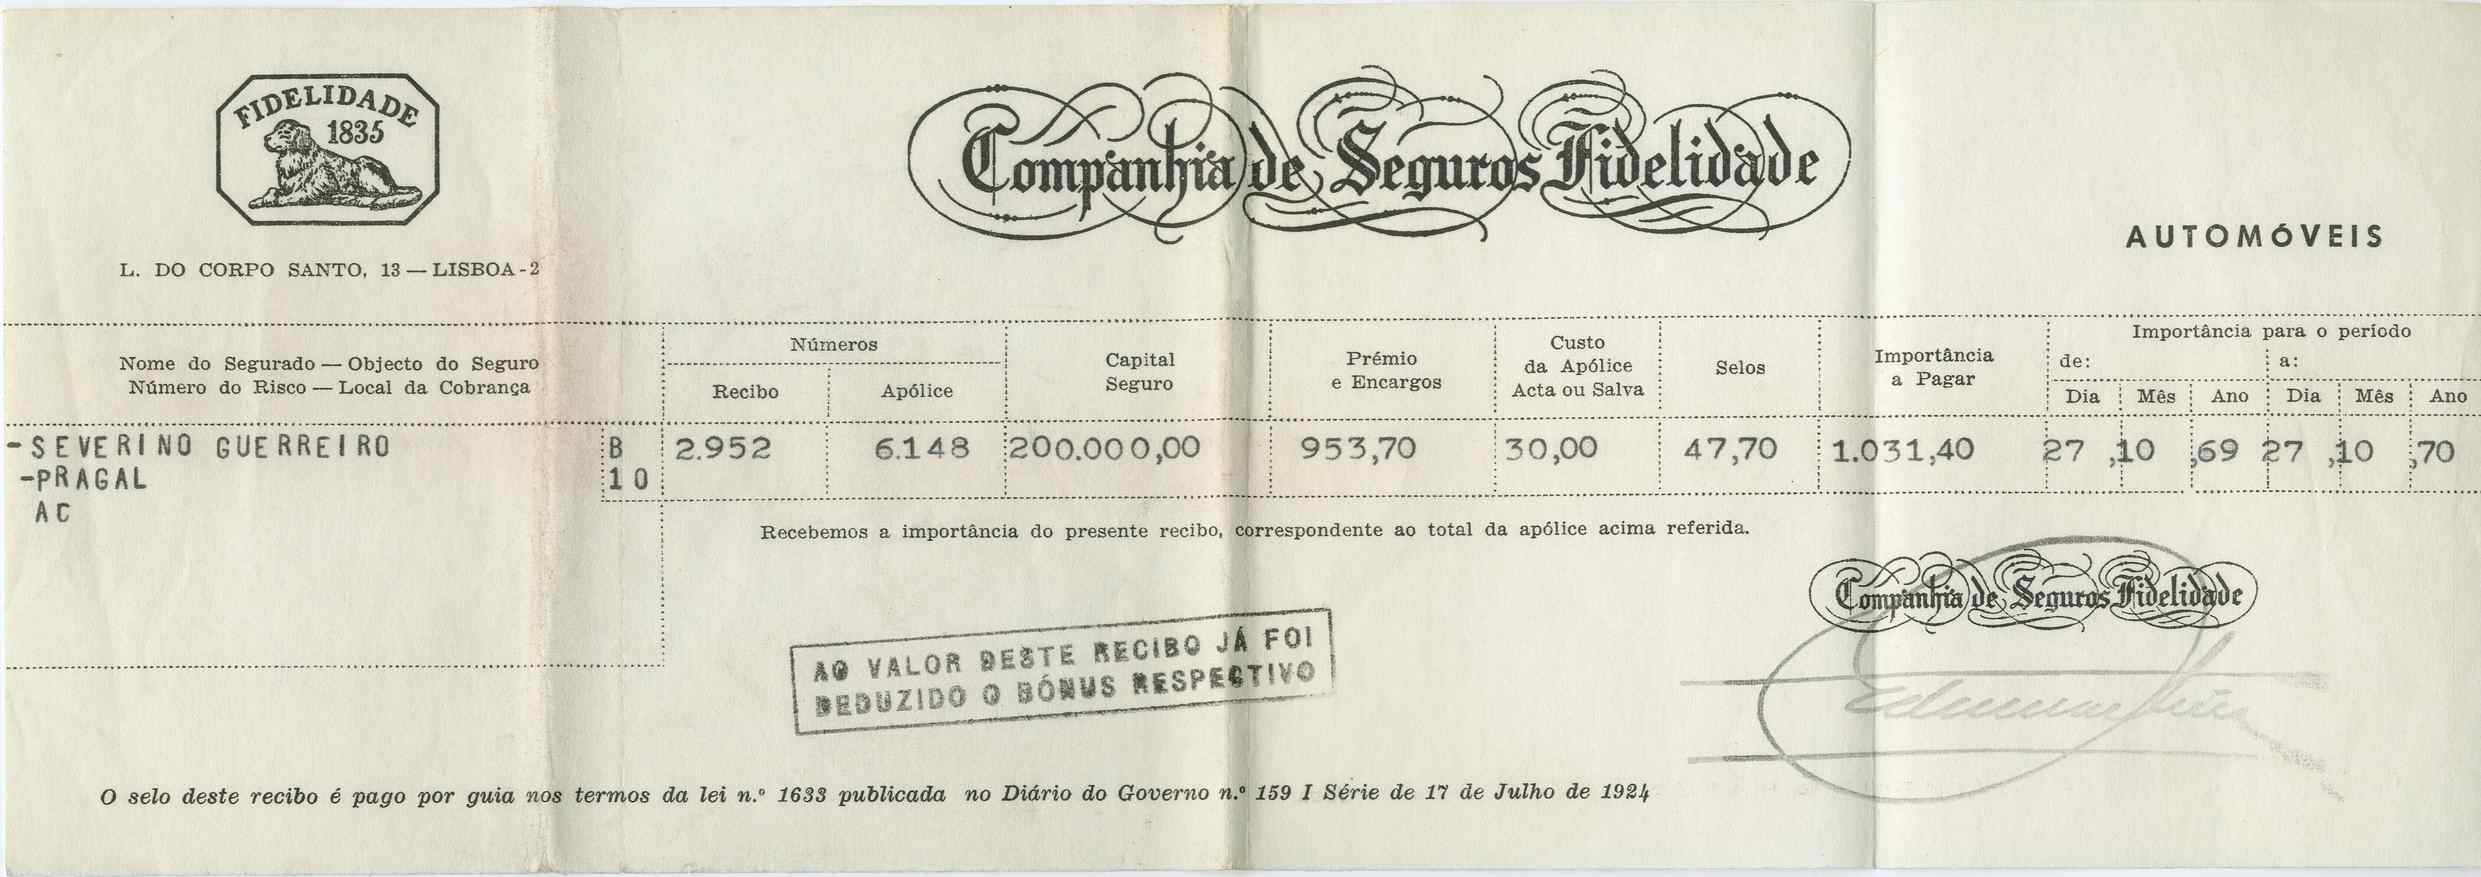 FIDELIDADE
1835
L. DO CORPO SANTO, 13 — LISBOA-2
Companhia de Seguros Fidelidade
AUTOMÓVEIS
Nome do Segurado — Objecto do Seguro
Número do Risco — Local da Cobrança
Números
Recibo Apólice
Capital
Seguro
Prémio
e Encargos
Custo
da Apólice
Acta ou Salva
Selos
Importância
a Pagar
Importância para o período
de: a:
Dia Mês Ano Dia Mês Ano
-SEVERINO GUERREIRO B 2.952 6.148 200.000,00 953,70 30,00 47,70 1.031,40 27 ,10 ,69 27 ,10 ,70
-PRAGAL 10
AC
Recebemos a importância do presente recibo, correspondente ao total da apólice acima referida.
Companhia de Seguros Fidelidade
AO VALOR DESTE RECIBO JÁ FOI
DEDUZIDO O BÓNUS RESPECTIVO
O selo deste recibo é pago por guia nos termos da lei n.º 1633 publicada no Diário do Governo n.º 159 I Série de 17 de Julho de 1924